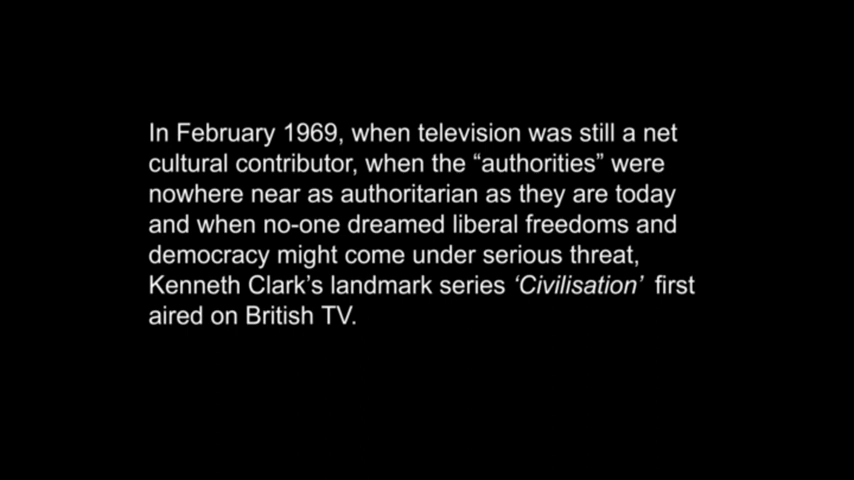 In February 1969, when television was still a net
cultural contributor, when the “authorities” were
nowhere near as authoritarian as they are today
and when no-one dreamed liberal freedoms and
democracy might come under serious threat,
Kenneth Clark’s landmark series ‘Civilisation’ first
aired on British TV.